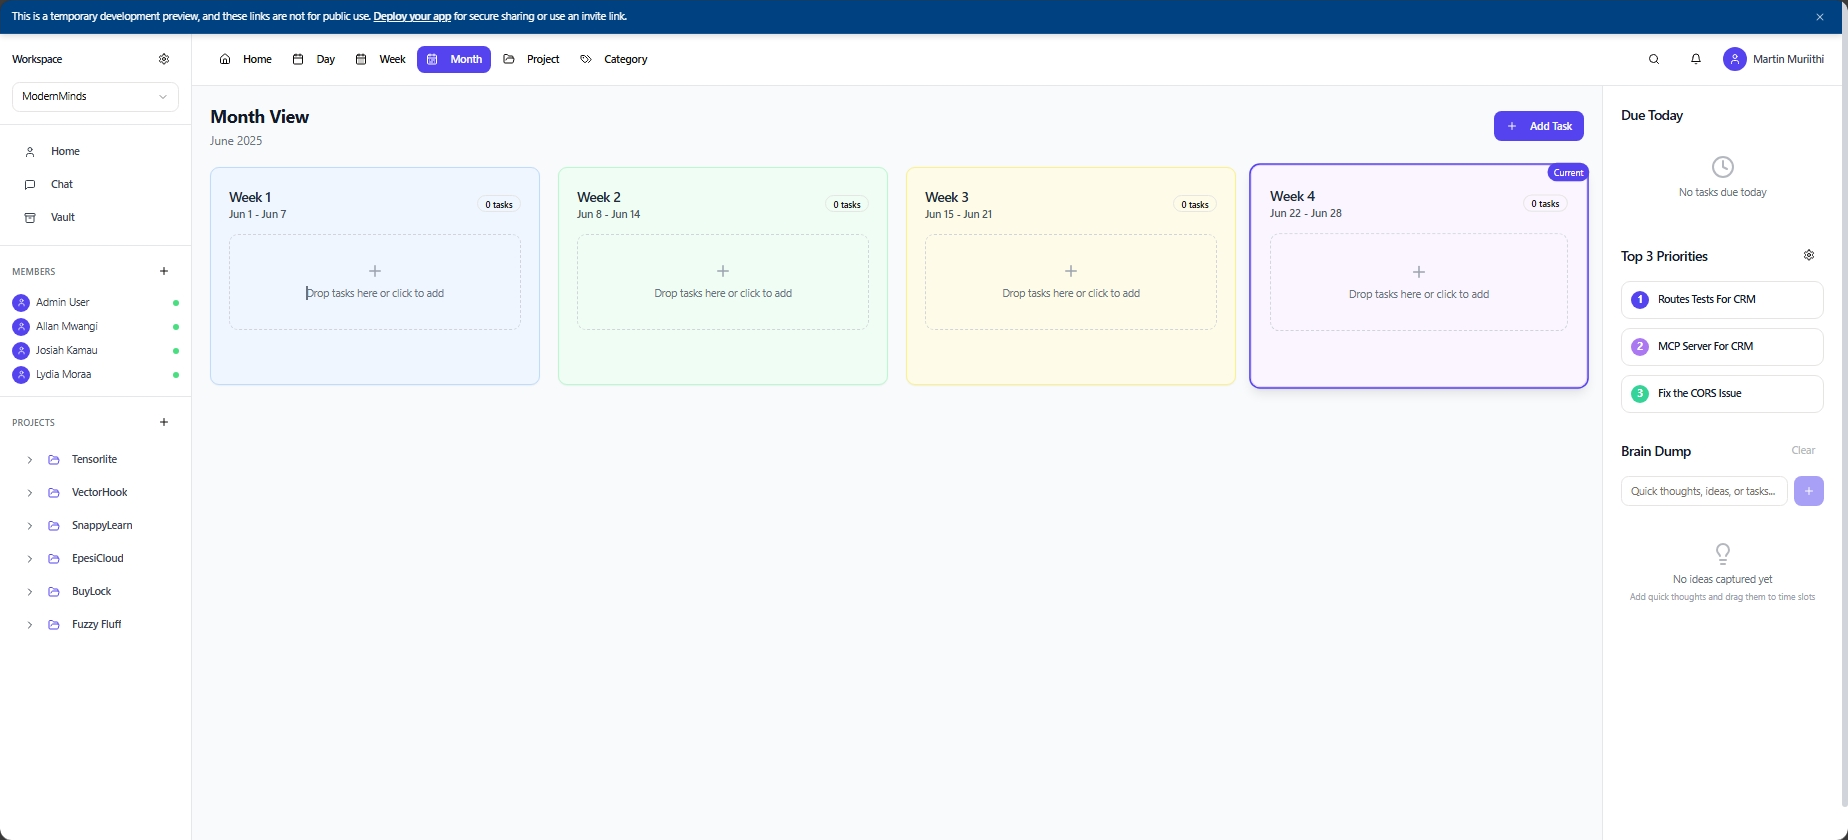 This is a temporary development preview, and these links are not for public use. Deploy your app for secure sharing or use an invite link.
Workspace
ModernMinds
Home
Chat
Vault
MEMBERS
Admin User
Allan Mwangi
Josiah Kamau
Lydia Moraa
PROJECTS
Tensorlite
VectorHook
SnappyLearn
EpesiCloud
BuyLock
Fuzzy Fluff
Home Day Week Month Project Category
Martin Muriithi
Month View
June 2025
Add Task
Week 1
Jun 1 - Jun 7
0 tasks
Drop tasks here or click to add
Week 2
Jun 8 - Jun 14
0 tasks
Drop tasks here or click to add
Week 3
Jun 15 - Jun 21
0 tasks
Drop tasks here or click to add
Current
Week 4
Jun 22 - Jun 28
0 tasks
Drop tasks here or click to add
Due Today
No tasks due today
Top 3 Priorities
1 Routes Tests For CRM
2 MCP Server For CRM
3 Fix the CORS Issue
Brain Dump Clear
Quick thoughts, ideas, or tasks...
No ideas captured yet
Add quick thoughts and drag them to time slots